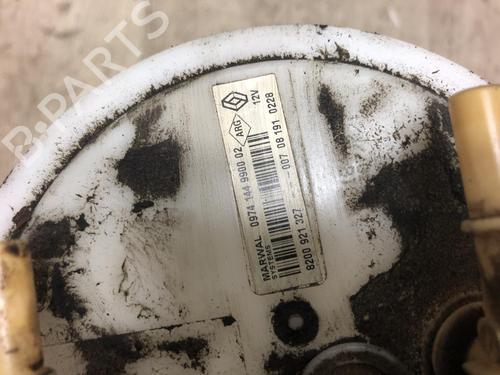 B-PARTS
12V
ARG
MARWAL SYSTEMS
0974 144 9900 02
007 08 191 0228
8200 921 327